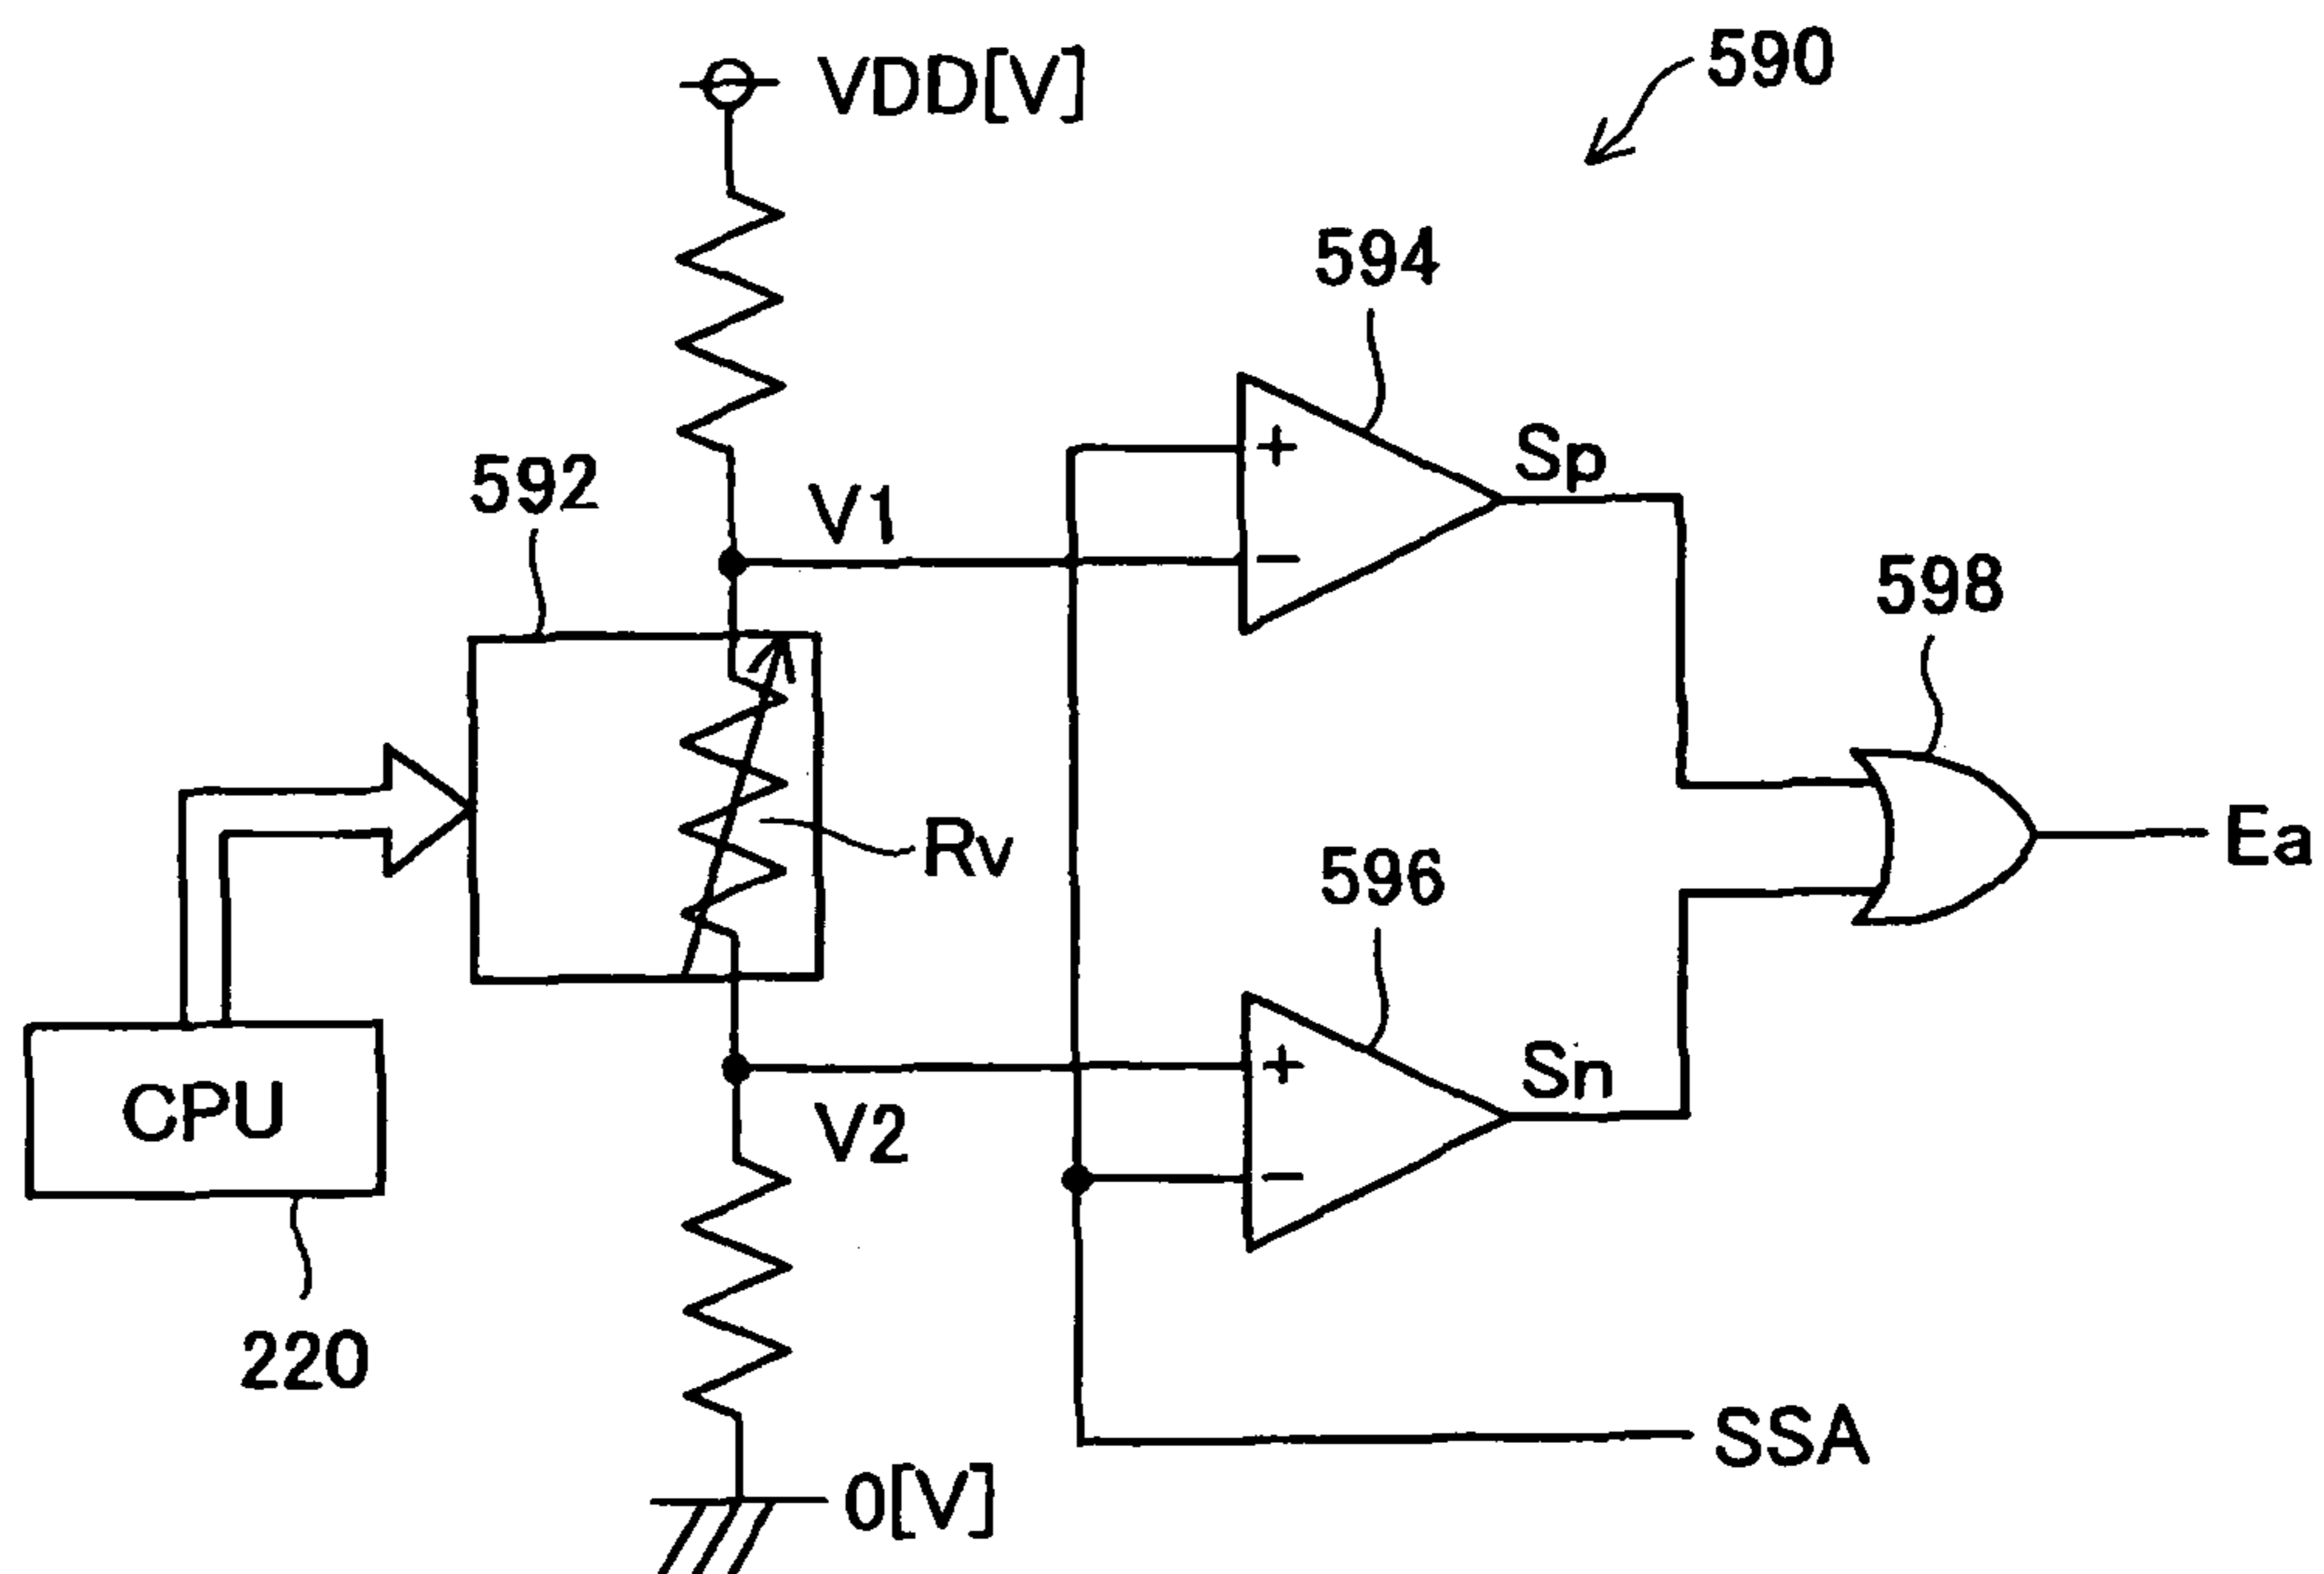 590
VDD[V]
594
Sp
592
V1
+
−
598
Rv
Ea
596
+
Sn
CPU
V2
−
220
SSA
0[V]